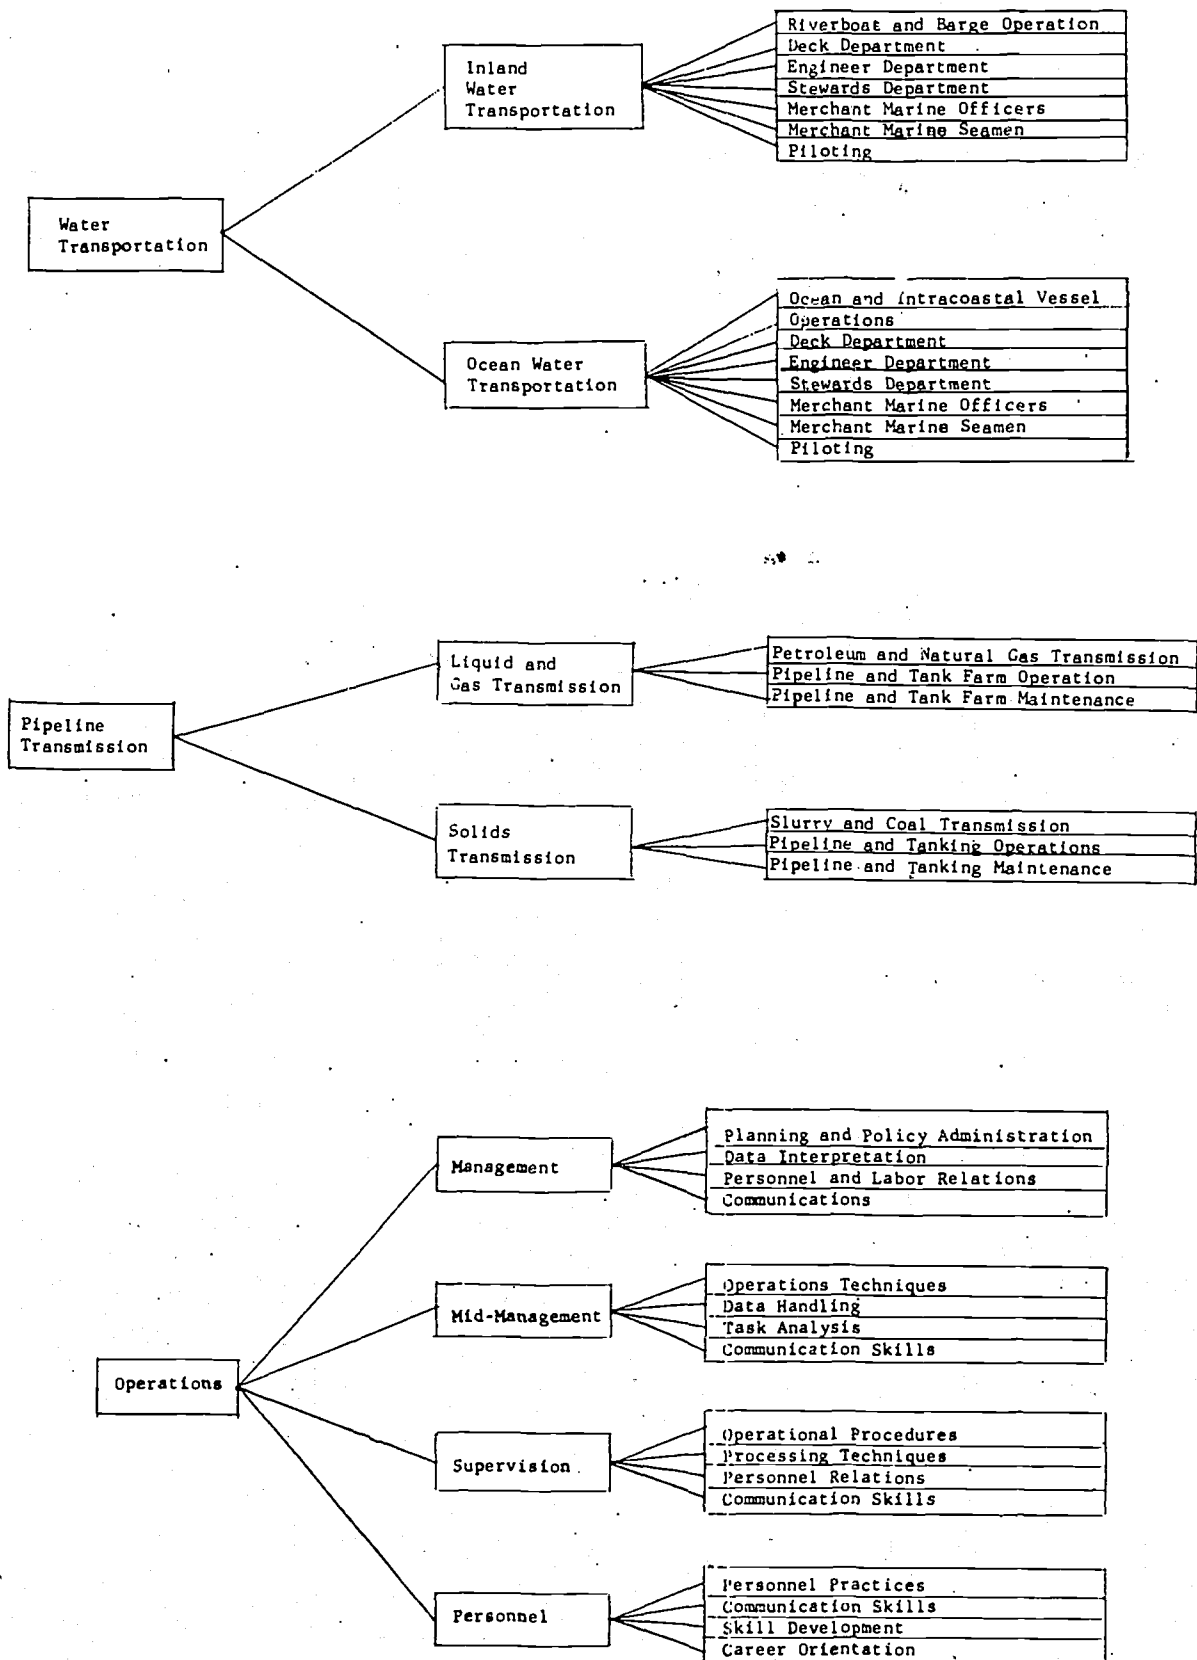 Water
Transportation
Inland
Water
Transportation
Riverboat and Barge Operation
Deck Department
Engineer Department
Stewards Department
Merchant Marine Officers
Merchant Marine Seamen
Piloting
Ocean Water
Transportation
Ocean and Intracoastal Vessel
Operations
Deck Department
Engineer Department
Stewards Department
Merchant Marine Officers
Merchant Marine Seamen
Piloting
Pipeline
Transmission
Liquid and
Gas Transmission
Petroleum and Natural Gas Transmission
Pipeline and Tank Farm Operation
Pipeline and Tank Farm Maintenance
Solids
Transmission
Slurry and Coal Transmission
Pipeline and Tanking Operations
Pipeline and Tanking Maintenance
Operations
Management
Planning and Policy Administration
Data Interpretation
Personnel and Labor Relations
Communications
Mid-Management
Operations Techniques
Data Handling
Task Analysis
Communication Skills
Supervision
Operational Procedures
Processing Techniques
Personnel Relations
Communication Skills
Personnel
Personnel Practices
Communication Skills
Skill Development
Career Orientation